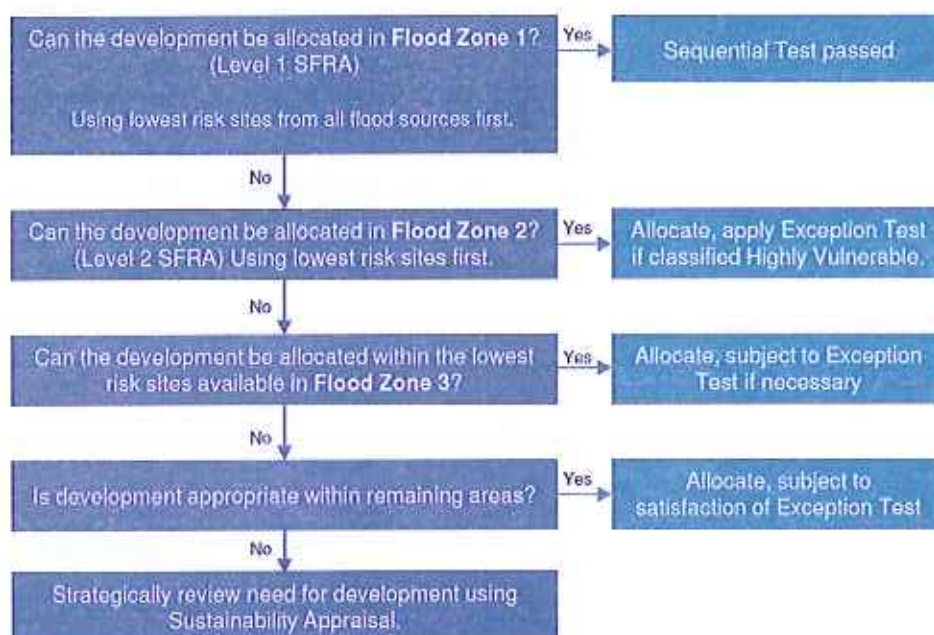 Can the development be allocated in Flood Zone 1?
(Level 1 SFRA)
Using lowest risk sites from all flood sources first.
Yes
Sequential Test passed
No
Can the development be allocated in Flood Zone 2?
(Level 2 SFRA) Using lowest risk sites first.
Yes
Allocate, apply Exception Test
if classified Highly Vulnerable.
No
Can the development be allocated within the lowest
risk sites available in Flood Zone 3?
Yes
Allocate, subject to Exception
Test if necessary
No
Is development appropriate within remaining areas?
Yes
Allocate, subject to
satisfaction of Exception Test
No
Strategically review need for development using
Sustainability Appraisal.